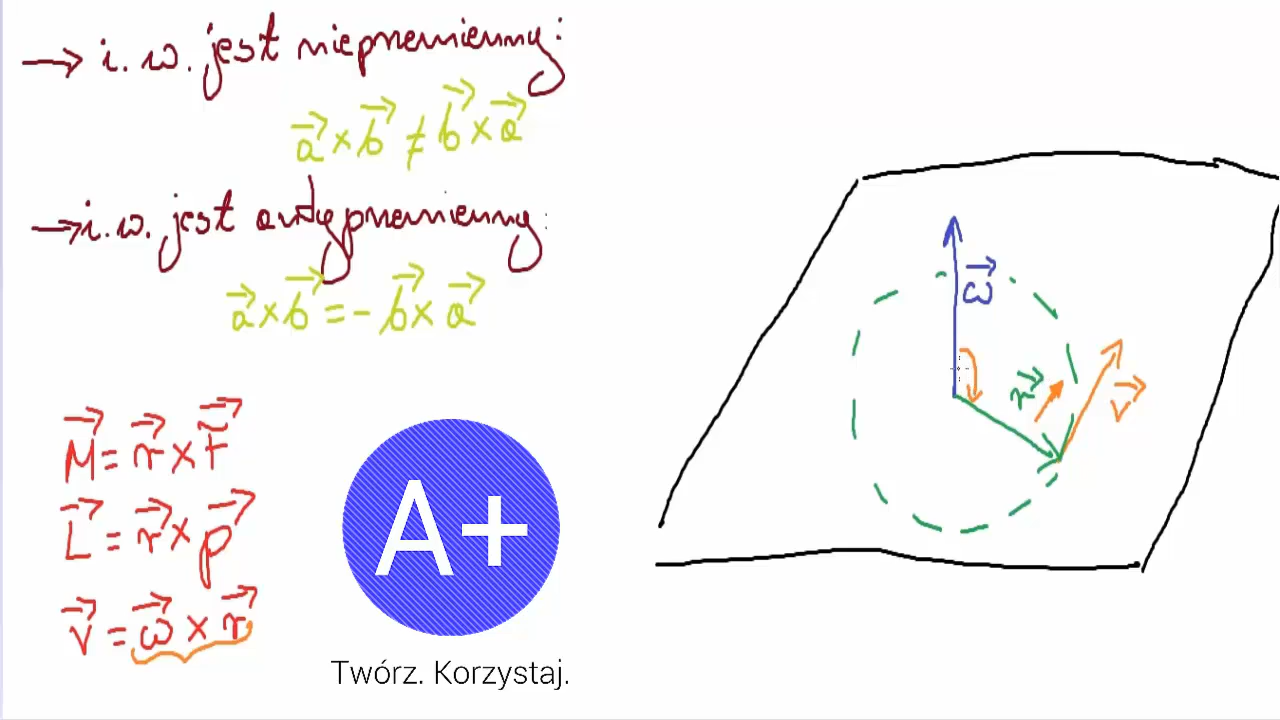 → i. w. jest nieprzemienny:
a⃗ × b⃗ ≠ b⃗ × a⃗
→ i. w. jest antyprzemienny:
a⃗ × b⃗ = - b⃗ × a⃗
M⃗ = r⃗ × F⃗
L⃗ = r⃗ × p⃗
v⃗ = ω⃗ × r⃗
A+
Twórz. Korzystaj.
ω⃗
r⃗
v⃗